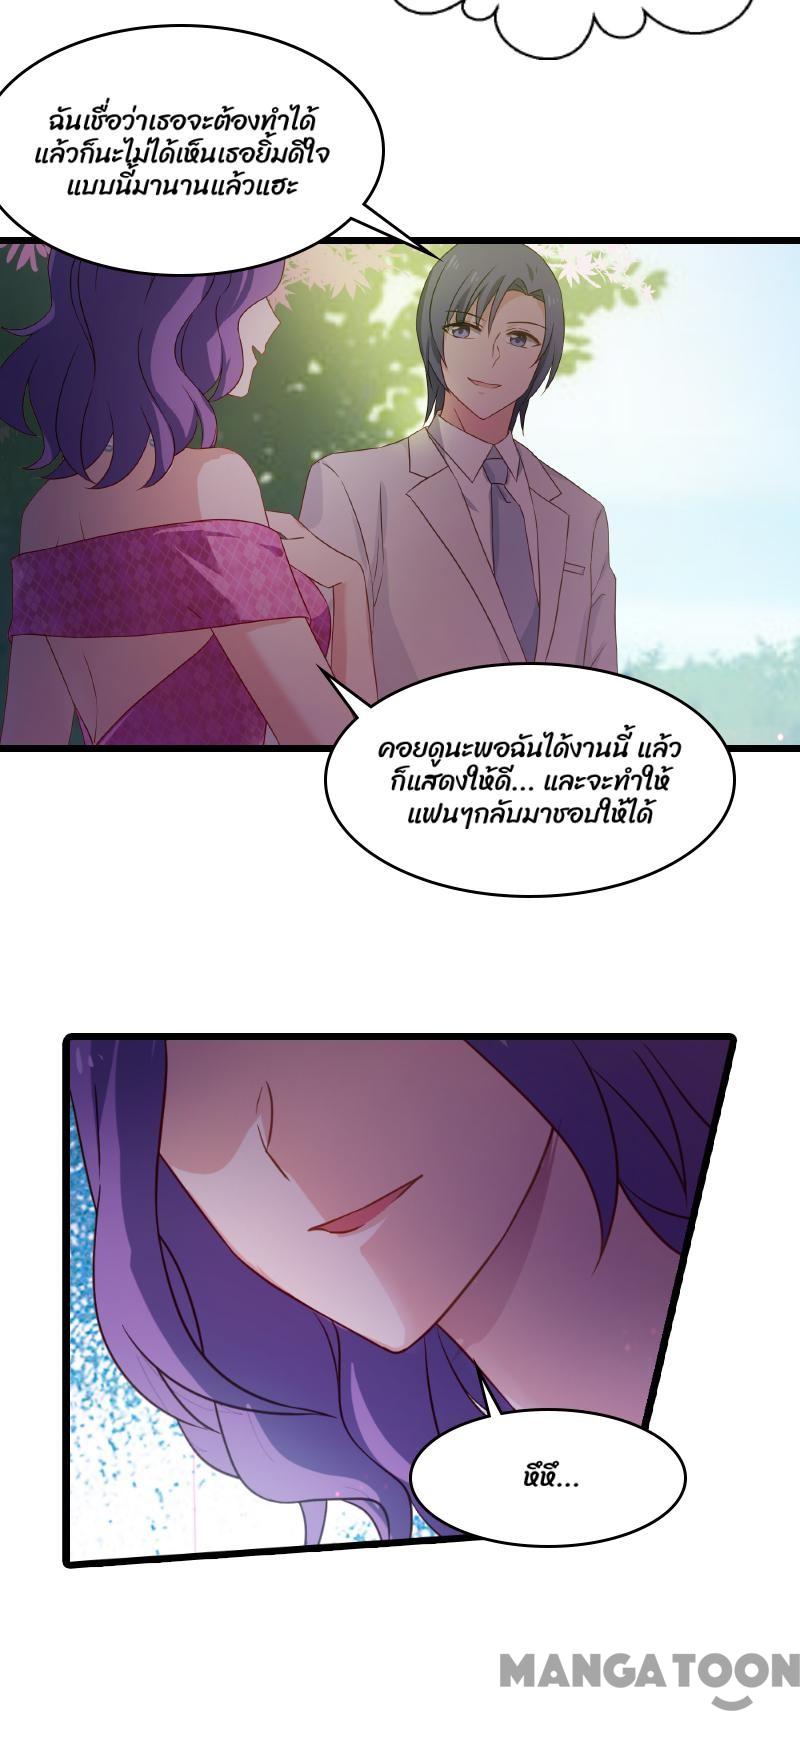 ฉันเชื่อว่าเธอจะต้องทำได้
แล้วก็นะไม่ได้เห็นเธอยิ้มดีใจ
แบบนี้มานานแล้วแฮะ
คอยดูนะพอฉันได้งานนี้ แล้ว
ก็แสดงให้ดี... และจะทำให้
แฟนๆกลับมาชอบให้ได้
หึหึ...
MANGATOON